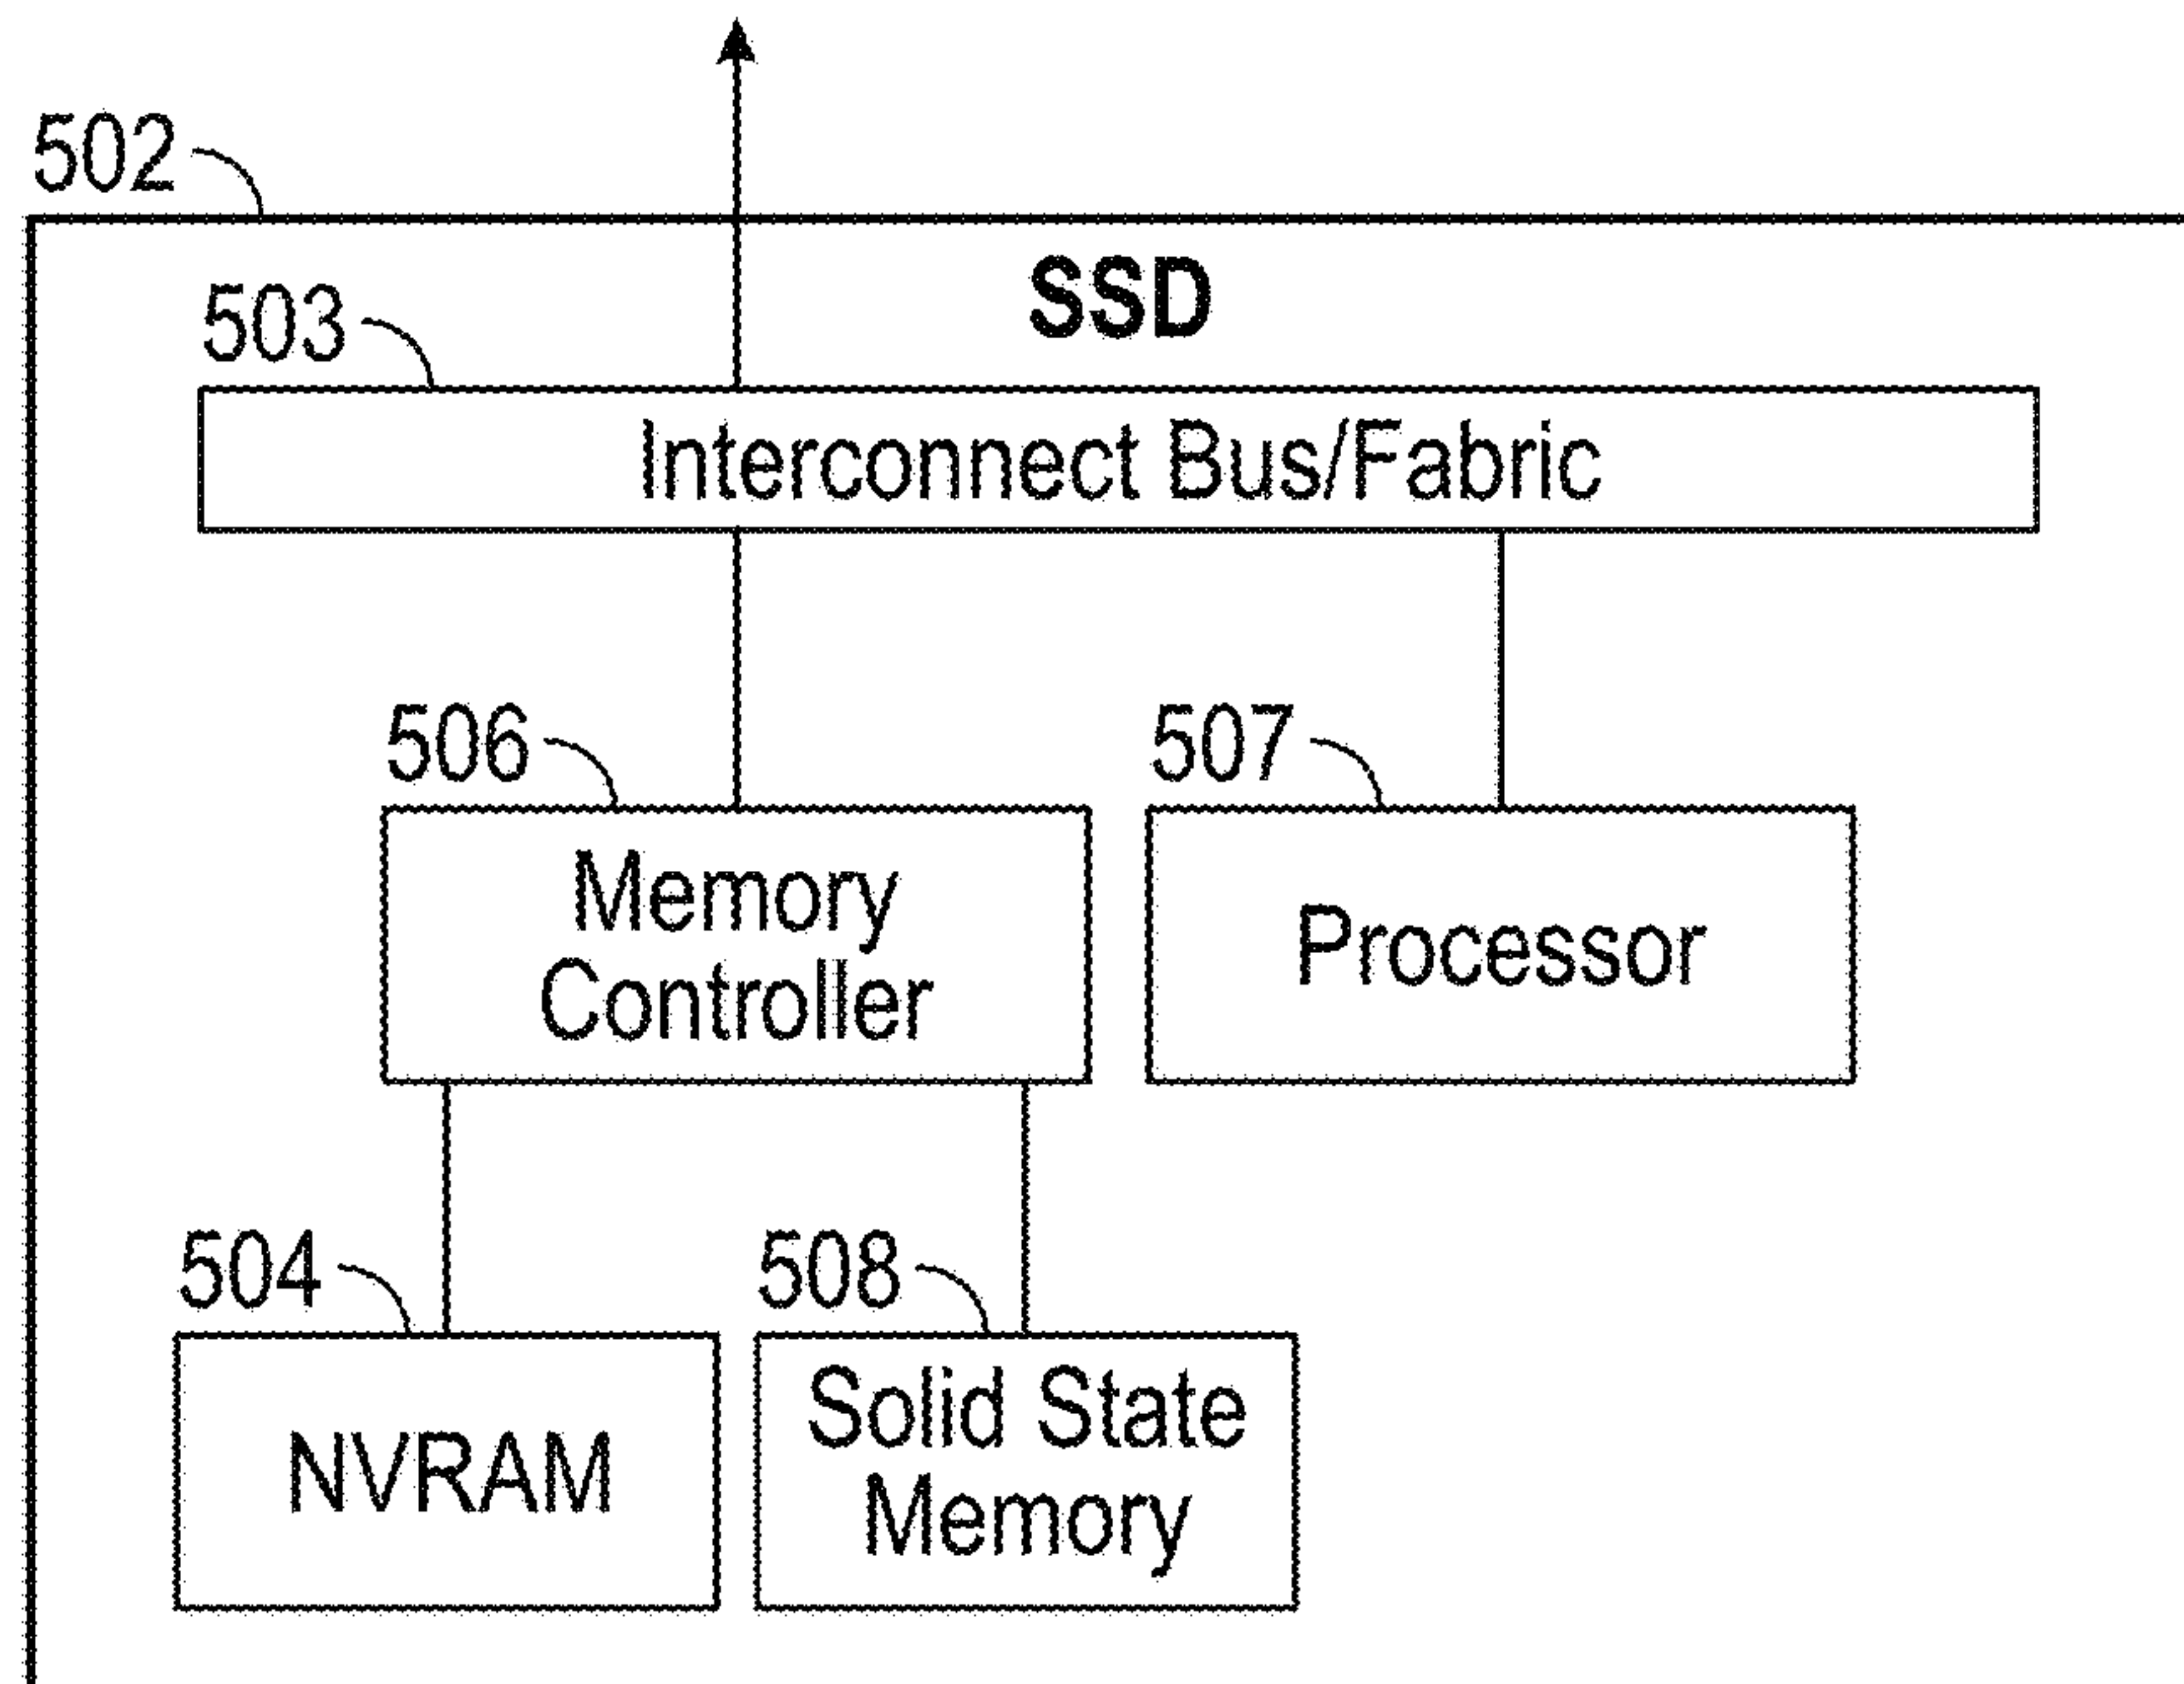 502
SSD
503
Interconnect Bus/Fabric
506
507
Memory
Controller
Processor
504
508
NVRAM
Solid State
Memory